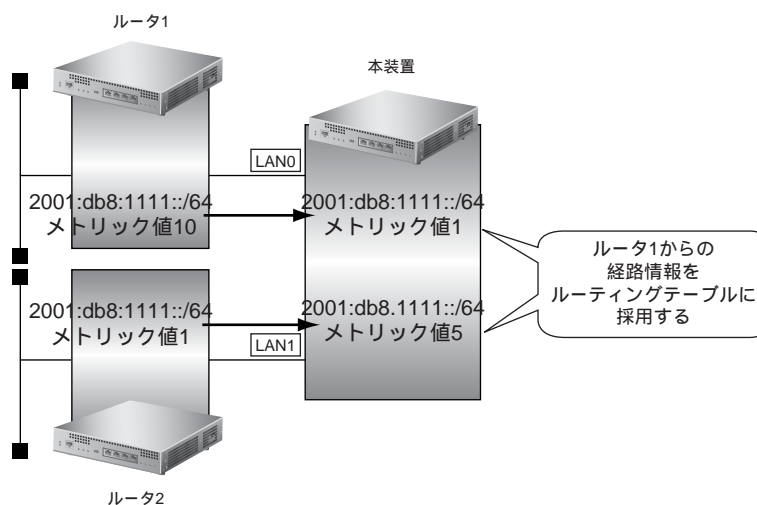 ルータ1
本装置
LAN0
2001:db8:1111::/64
メトリック値10
2001:db8:1111::/64
メトリック値1
ルータ1からの
経路情報を
ルーティングテーブルに
採用する
2001:db8:1111::/64
メトリック値1
2001:db8.1111::/64
メトリック値5
LAN1
ルータ2